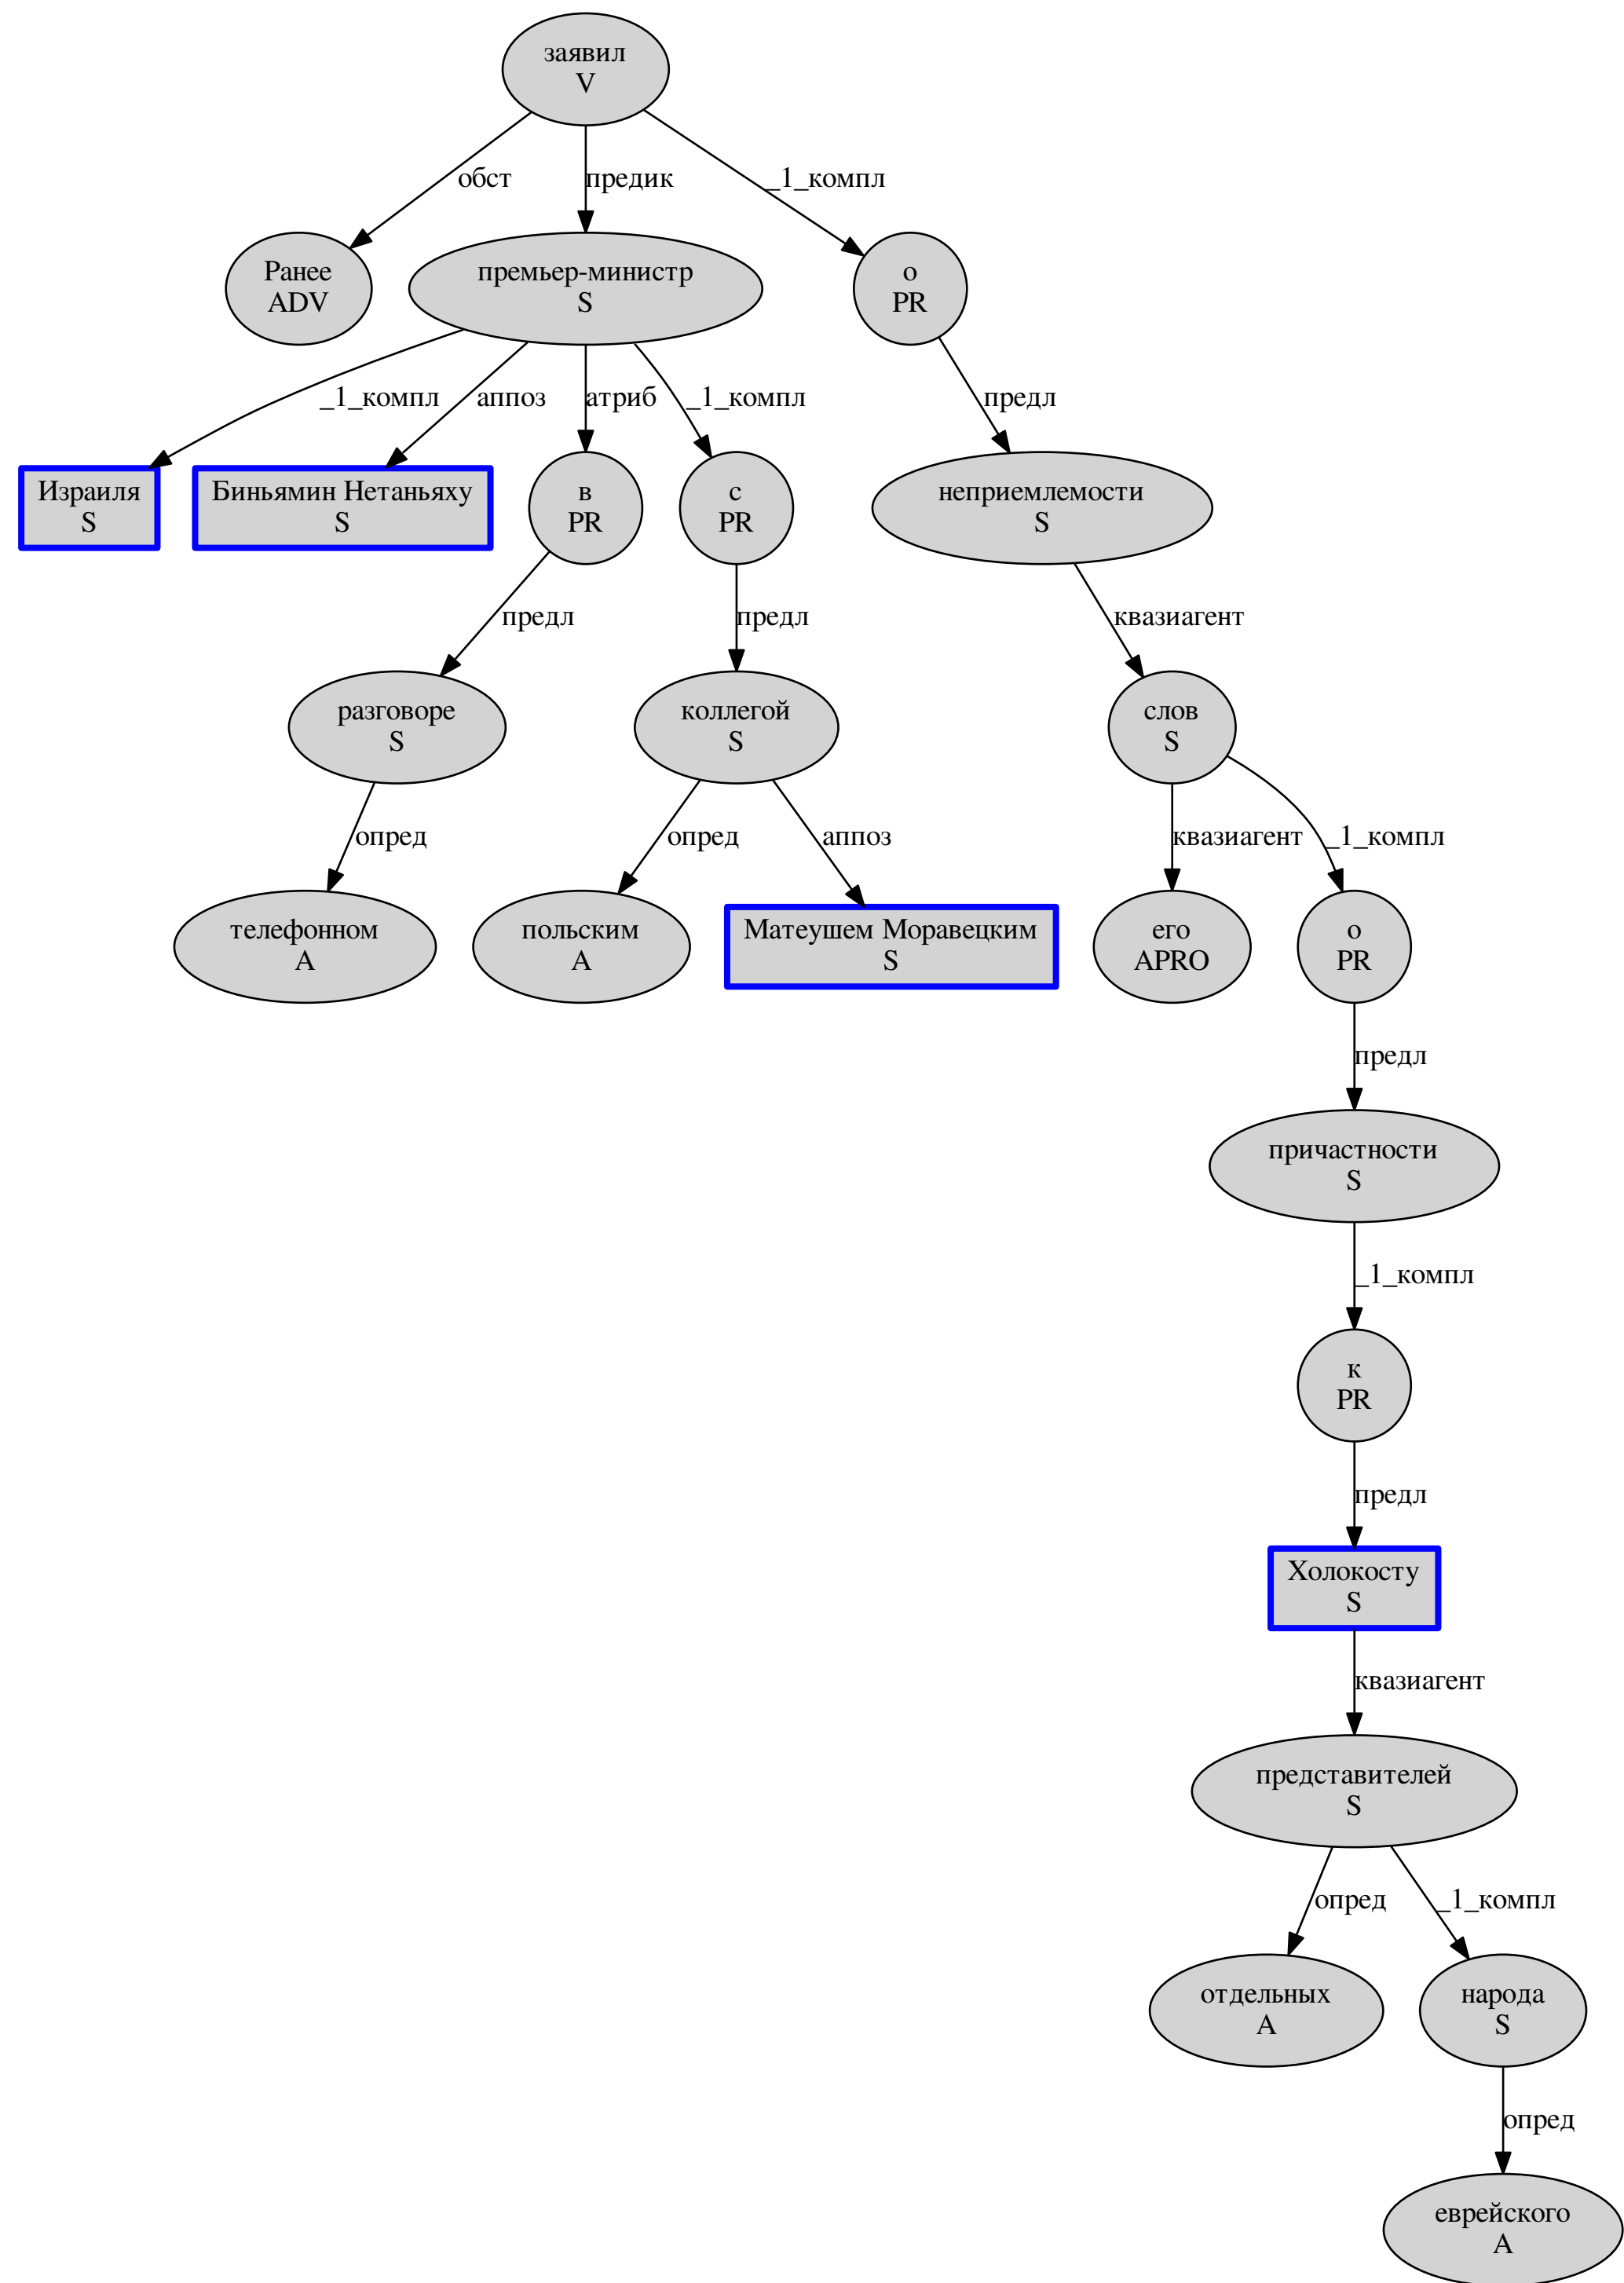 заявил
V
обст
предик
_1_компл
Ранее
ADV
премьер-министр
S
о
PR
_1_компл
аппоз
атриб
_1_компл
предл
Израиля
S
Биньямин Нетаньяху
S
в
PR
с
PR
неприемлемости
S
предл
предл
квазиагент
разговоре
S
коллегой
S
слов
S
опред
опред
аппоз
квазиагент
_1_компл
телефонном
A
польским
A
Матеушем Моравецким
S
его
APRO
о
PR
предл
причастности
S
_1_компл
к
PR
предл
Холокосту
S
квазиагент
представителей
S
опред
_1_компл
отдельных
A
народа
S
опред
еврейского
A